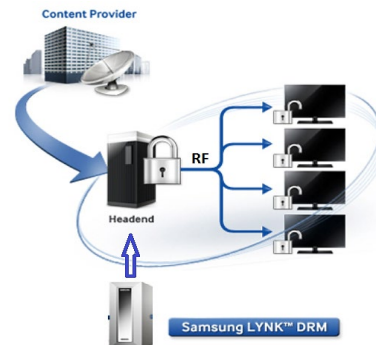 Content Provider
RF
Headend
Samsung LYNK™ DRM